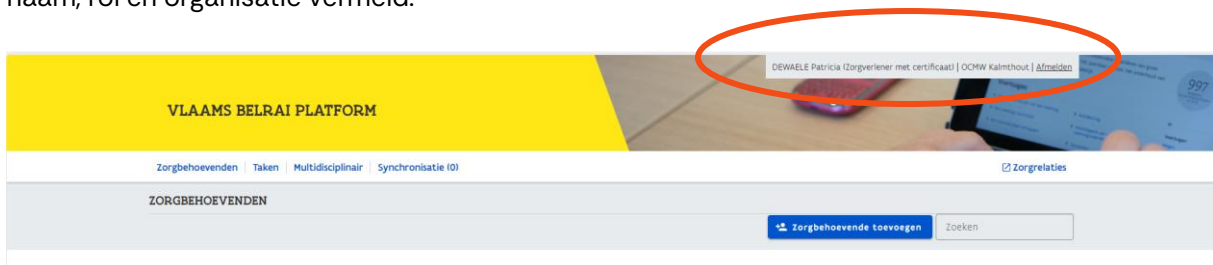 naam, rol en organisatie vermeld.
DEWAELE Patricia (Zorgverlener met certificaat) | OCMW Kalmthout | Afmelden
VLAAMS BELRAI PLATFORM
997
Zorgbehoevenden | Taken | Multidisciplinair | Synchronisatie (0)
Zorgrelaties
ZORGBEHOEVENDEN
Zorgbehoevende toevoegen
Zoeken